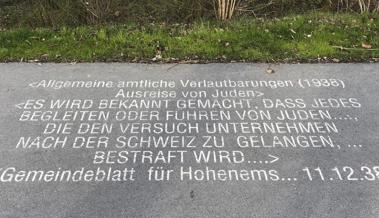 <Allgemeine amtliche Verlautbarungen (1938)
Ausreise von Juden>
<ES WIRD BEKANNT GEMACHT, DASS JEDES
BEGLEITEN ODER FÜHREN VON JUDEN....,
DIE DEN VERSUCH UNTERNEHMEN
NACH DER SCHWEIZ ZU GELANGEN, ...
BESTRAFT WIRD....>
Gemeindeblatt für Hohenems... 11.12.38